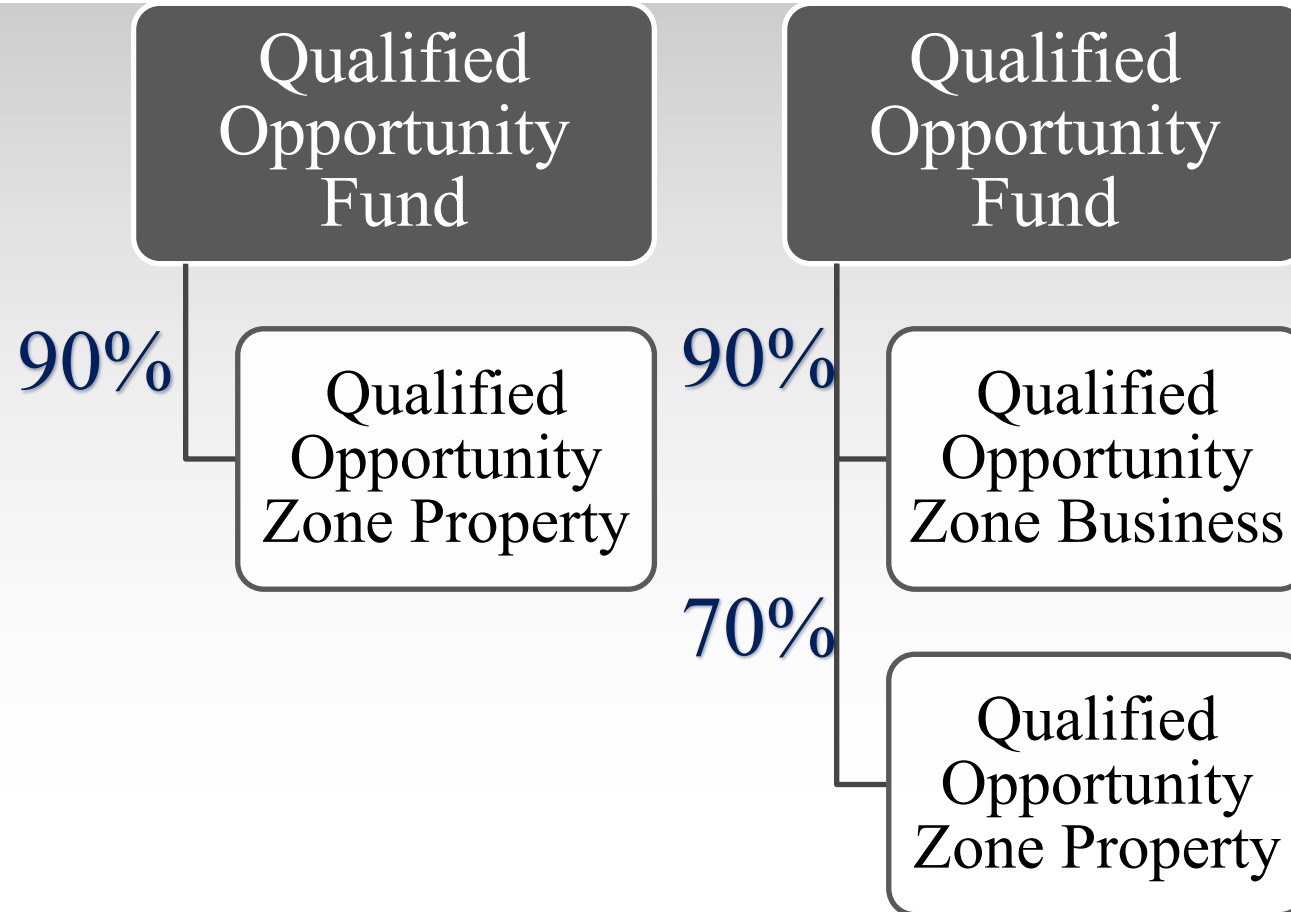 Qualified
Opportunity
Fund
90%
Qualified
Opportunity
Zone Property
Qualified
Opportunity
Fund
90%
Qualified
Opportunity
Zone Business
70%
Qualified
Opportunity
Zone Property